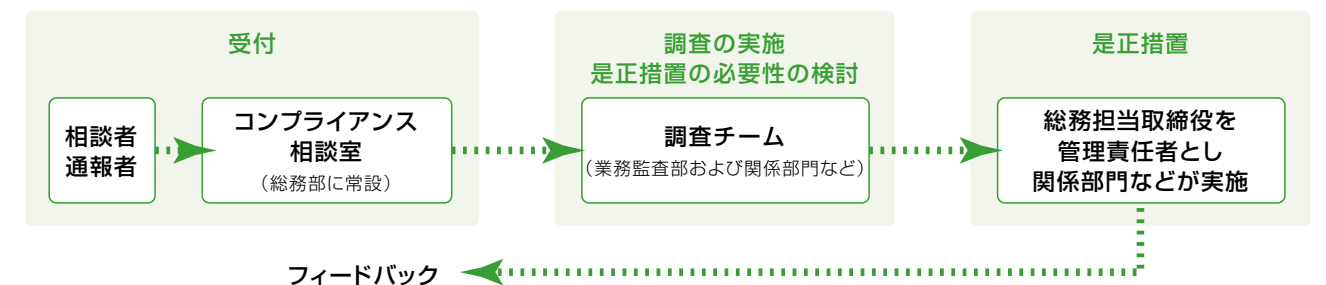 受付
相談者
通報者
コンプライアンス
相談室
（総務部に常設）
調査の実施
是正措置の必要性の検討
調査チーム
（業務監査部および関係部門など）
是正措置
総務担当取締役を
管理責任者とし
関係部門などが実施
フィードバック